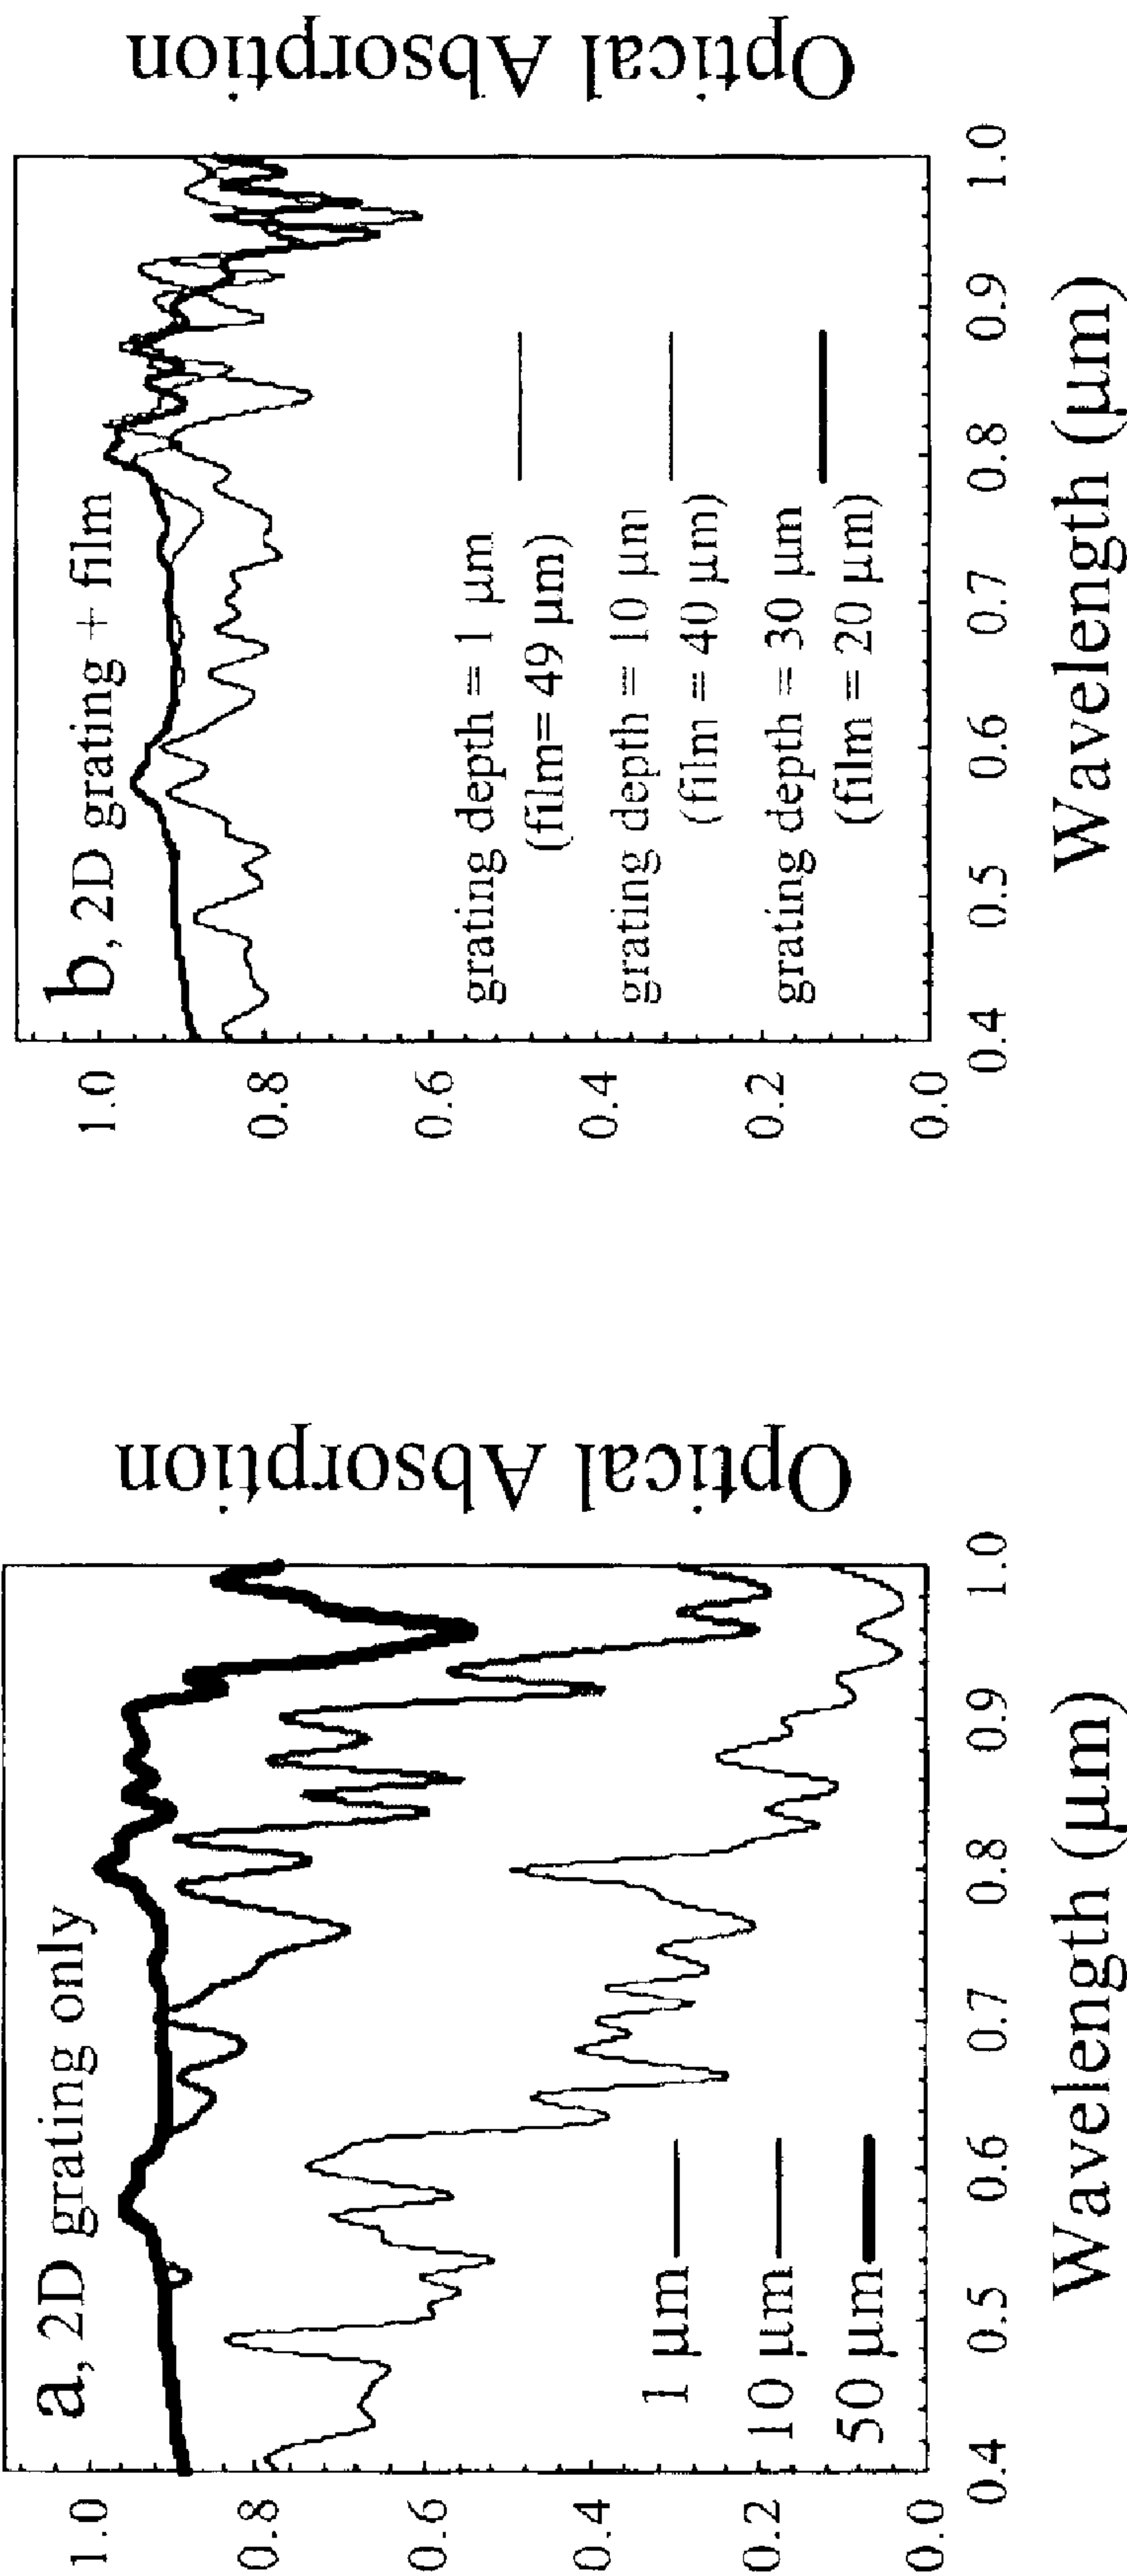 a, 2D grating only
Optical Absorption
1.0
0.8
0.6
0.4
0.2
0.0
1 μm
10 μm
50 μm
0.4 0.5 0.6 0.7 0.8 0.9 1.0
Wavelength (μm)
b, 2D grating + film
Optical Absorption
1.0
0.8
0.6
0.4
0.2
0.0
grating depth = 1 μm
(film= 49 μm)
grating depth = 10 μm
(film = 40 μm)
grating depth = 30 μm
(film = 20 μm)
0.4 0.5 0.6 0.7 0.8 0.9 1.0
Wavelength (μm)